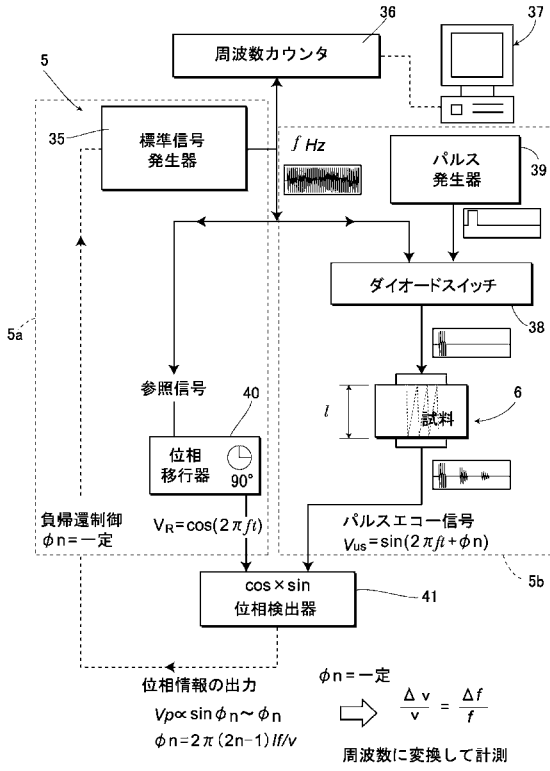 36
周波数カウンタ
37
5
35
標準信号
発生器
f Hz
パルス
発生器
39
ダイオードスイッチ
38
5a
参照信号
40
l
試料
6
位相
移行器
90°
負帰還制御
φn=一定
VR=cos(2πft)
パルスエコー信号
Vus=sin(2πft+φn)
5b
cos×sin
位相検出器
41
位相情報の出力
Vp∝sinφn~φn
φn=2π(2n-1)lf/v
φn=一定
Δv/v = Δf/f
周波数に変換して計測